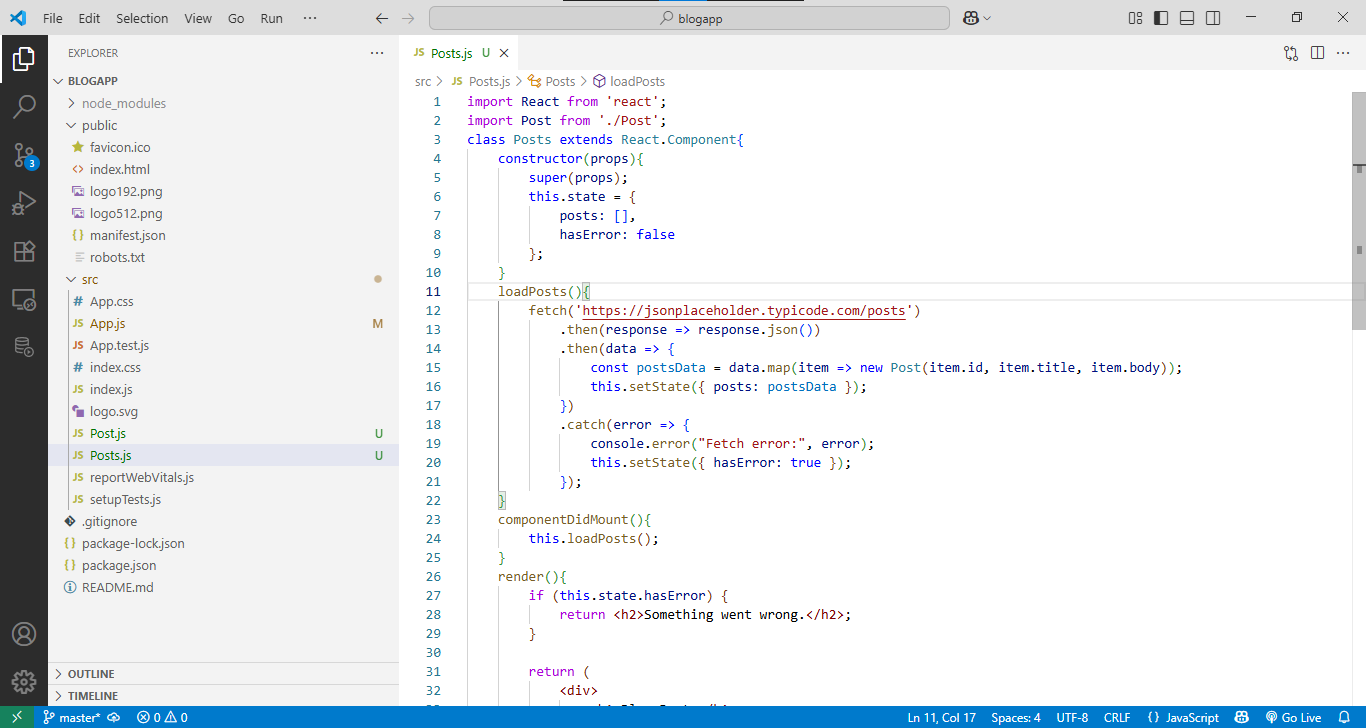 File Edit Selection View Go Run ···
blogapp
EXPLORER ···
BLOGAPP
node_modules
public
favicon.ico
index.html
logo192.png
logo512.png
manifest.json
robots.txt
src
App.css
App.js M
App.test.js
index.css
index.js
logo.svg
Post.js U
Posts.js U
reportWebVitals.js
setupTests.js
.gitignore
package-lock.json
package.json
README.md
OUTLINE
TIMELINE
3
JS Posts.js U
src > JS Posts.js > Posts > loadPosts
1 import React from 'react';
2 import Post from './Post';
3 class Posts extends React.Component{
4 constructor(props){
5 super(props);
6 this.state = {
7 posts: [],
8 hasError: false
9 };
10 }
11 loadPosts(){
12 fetch('https://jsonplaceholder.typicode.com/posts')
13 .then(response => response.json())
14 .then(data => {
15 const postsData = data.map(item => new Post(item.id, item.title, item.body));
16 this.setState({ posts: postsData });
17 })
18 .catch(error => {
19 console.error("Fetch error:", error);
20 this.setState({ hasError: true });
21 });
22 }
23 componentDidMount(){
24 this.loadPosts();
25 }
26 render(){
27 if (this.state.hasError) {
28 return <h2>Something went wrong.</h2>;
29 }
30
31 return (
32 <div>
master* 0 0 Ln 11, Col 17 Spaces: 4 UTF-8 CRLF {} JavaScript Go Live